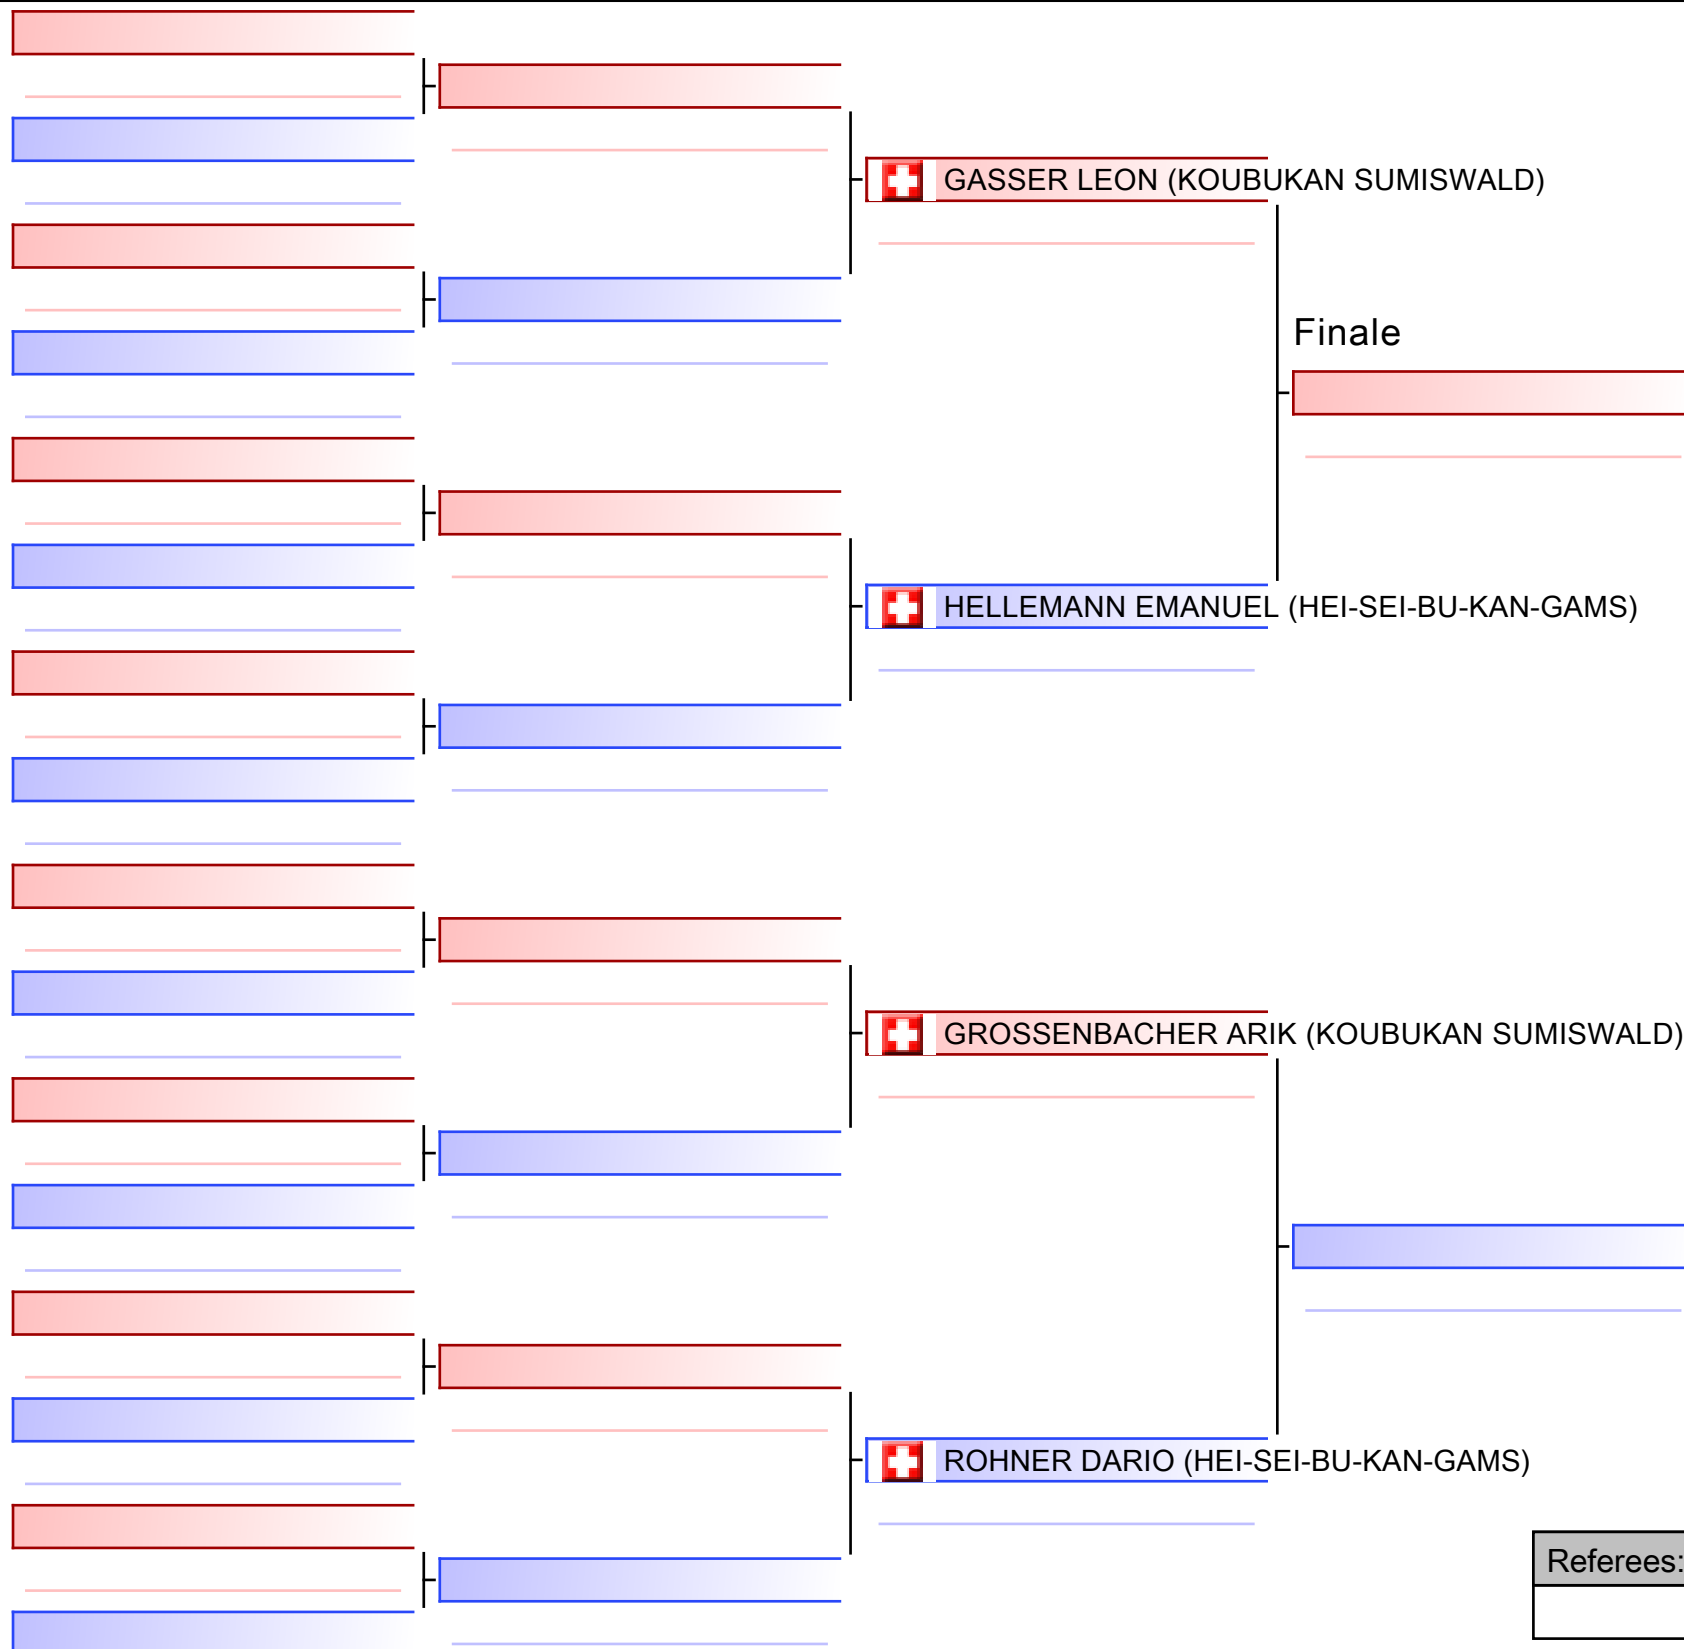 GASSER LEON (KOUBUKAN SUMISWALD)
Finale
HELLEMANN EMANUEL (HEI-SEI-BU-KAN-GAMS)
GROSSENBACHER ARIK (KOUBUKAN SUMISWALD)
ROHNER DARIO (HEI-SEI-BU-KAN-GAMS)
Referees: